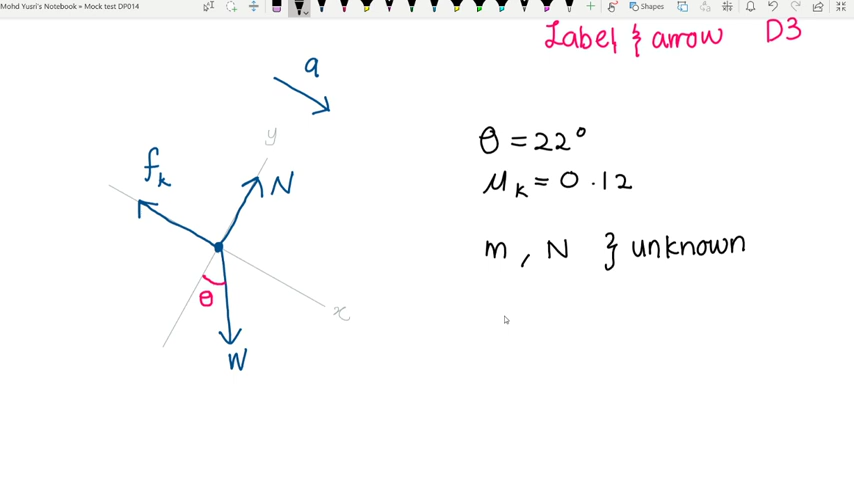 Mohd Yusri's Notebook » Mock test DP014
Shapes
Label & arrow D3
a
y
fk
N
θ
x
W
θ = 22°
μk = 0.12
m, N } unknown